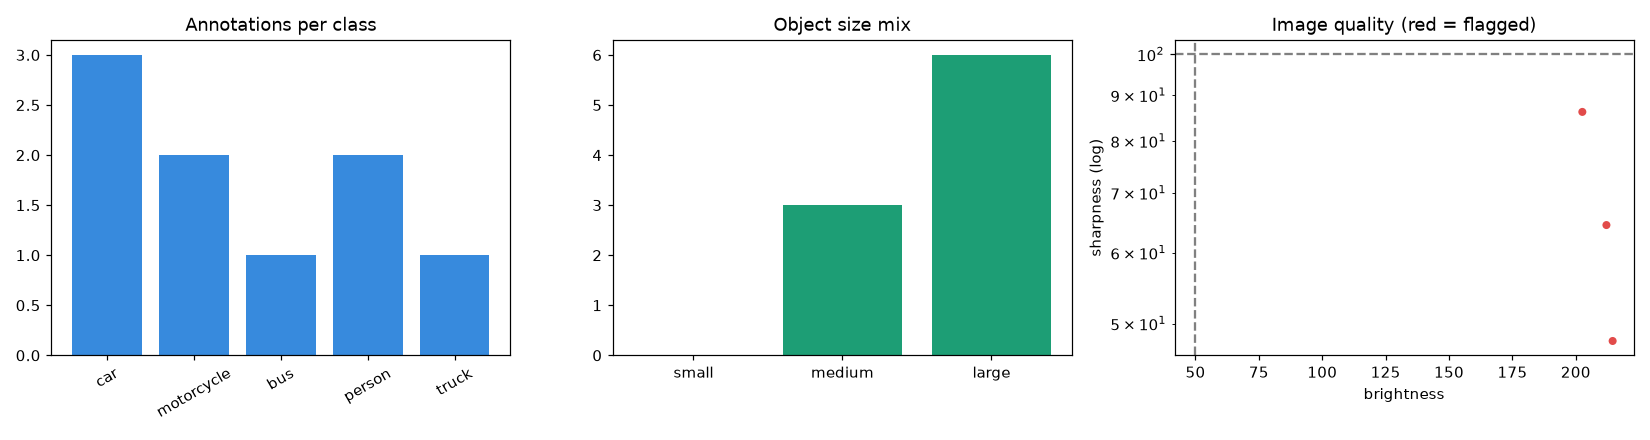 Annotations per class
3.0
2.5
2.0
1.5
1.0
0.5
0.0
car
motorcycle
bus
person
truck
Object size mix
6
5
4
3
2
1
0
small
medium
large
Image quality (red = flagged)
sharpness (log)
10²
9 × 10¹
8 × 10¹
7 × 10¹
6 × 10¹
5 × 10¹
50 75 100 125 150 175 200
brightness